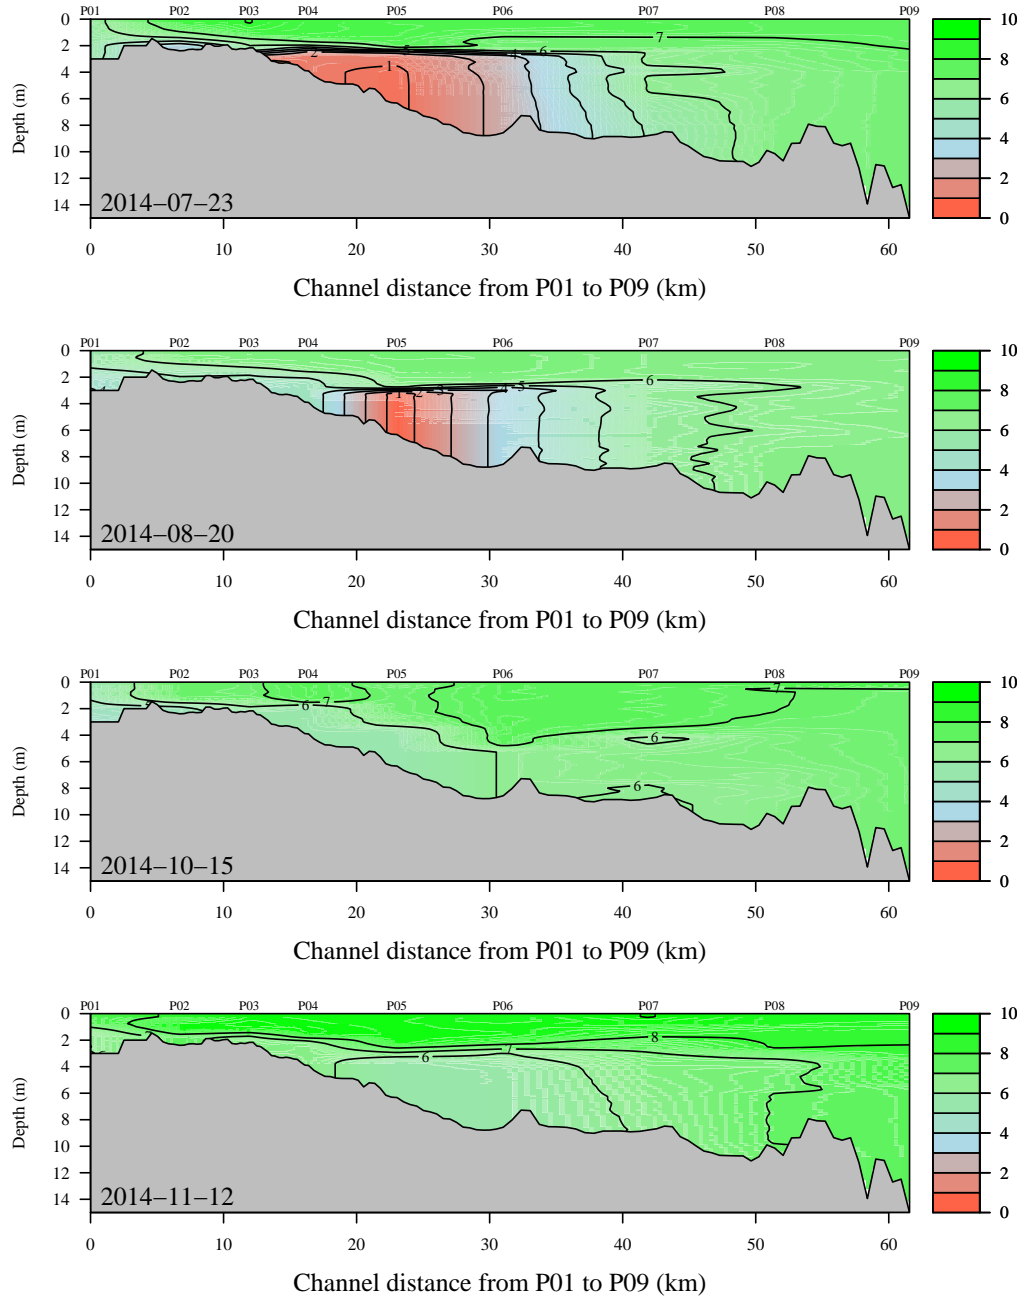 P01 P02 P03 P04 P05 P06 P07 P08 P09
0 2 4 6 8 10 12 14
Depth (m)
2 5 4 6 7 1
2014−07−23
0 2 4 6 8 10
0 10 20 30 40 50 60
Channel distance from P01 to P09 (km)
P01 P02 P03 P04 P05 P06 P07 P08 P09
0 2 4 6 8 10 12 14
Depth (m)
1 2 3 4 5 6
2014−08−20
0 2 4 6 8 10
0 10 20 30 40 50 60
Channel distance from P01 to P09 (km)
P01 P02 P03 P04 P05 P06 P07 P08 P09
0 2 4 6 8 10 12 14
Depth (m)
6 7 6 6 7
2014−10−15
0 2 4 6 8 10
0 10 20 30 40 50 60
Channel distance from P01 to P09 (km)
P01 P02 P03 P04 P05 P06 P07 P08 P09
0 2 4 6 8 10 12 14
Depth (m)
7 6 7 8
2014−11−12
0 2 4 6 8 10
0 10 20 30 40 50 60
Channel distance from P01 to P09 (km)